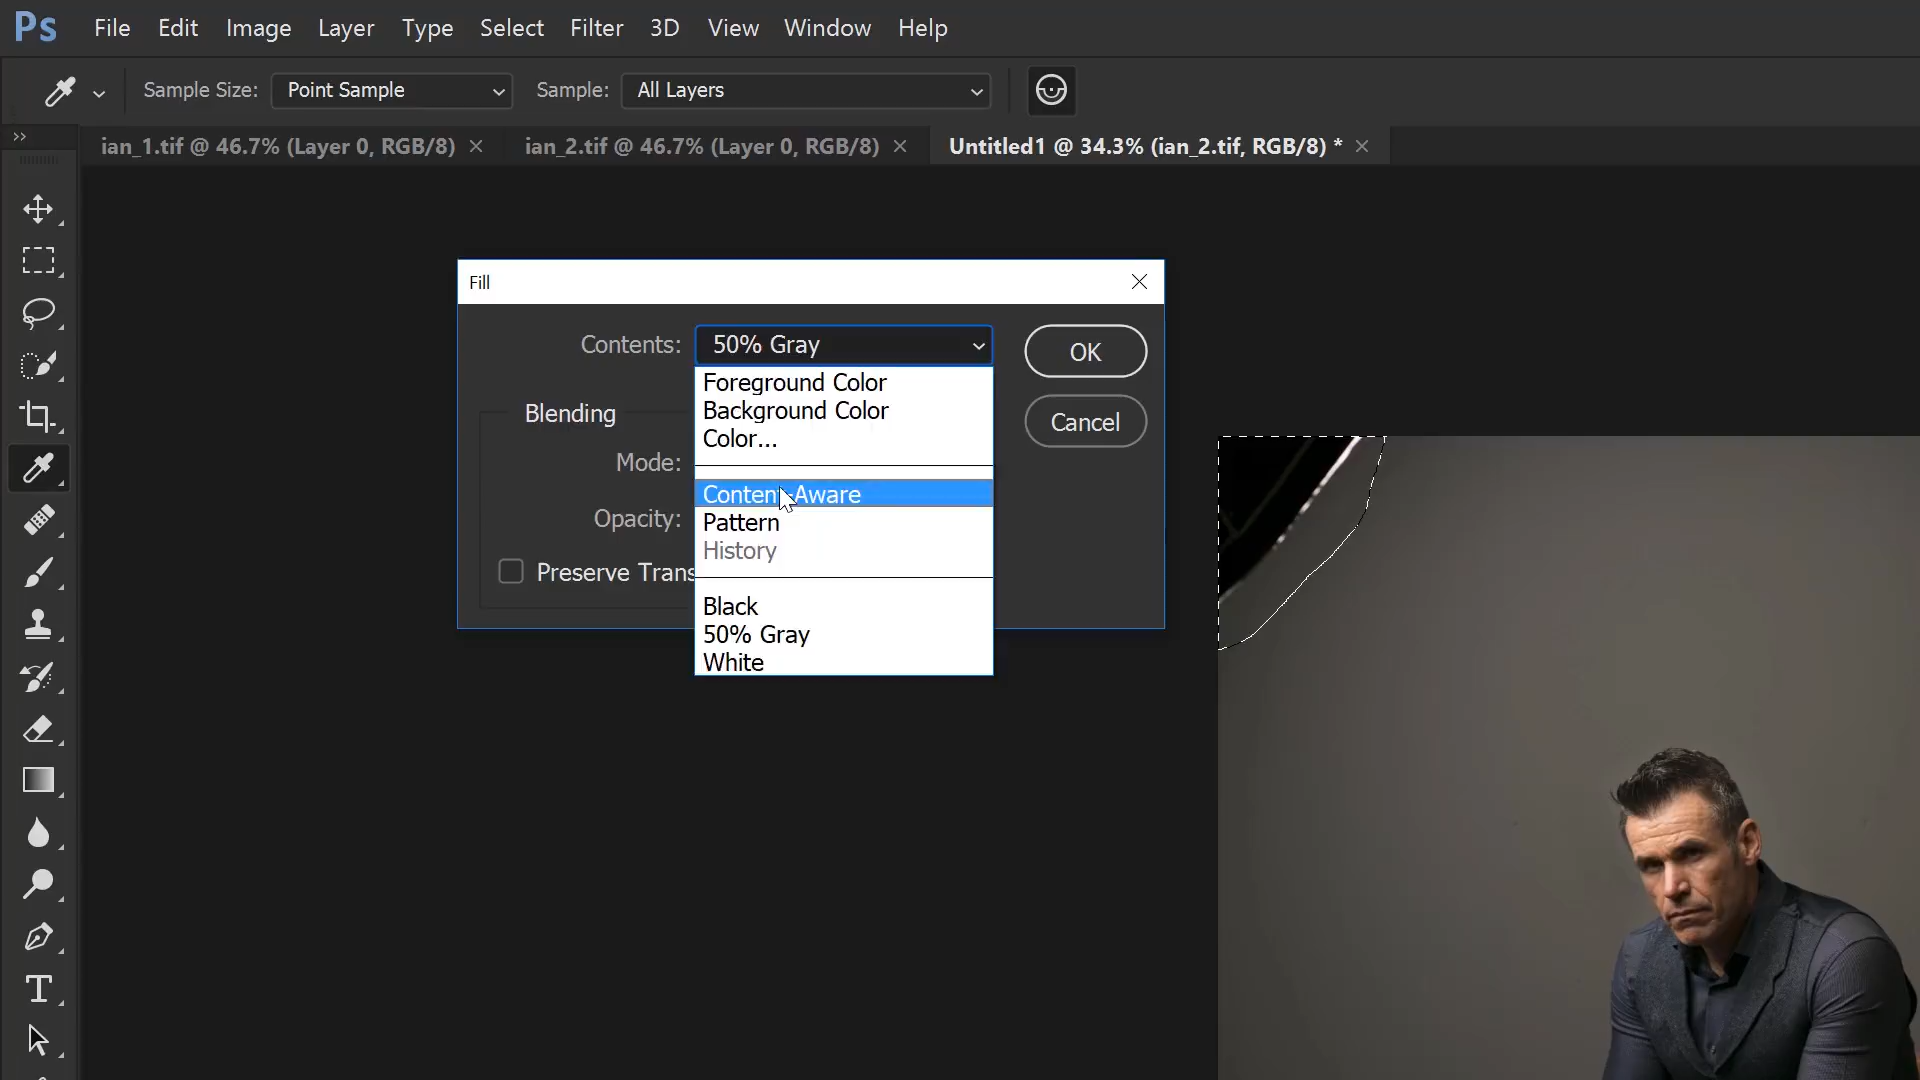 Ps File Edit Image Layer Type Select Filter 3D View Window Help
Sample Size: Point Sample Sample: All Layers
ian_1.tif @ 46.7% (Layer 0, RGB/8) × ian_2.tif @ 46.7% (Layer 0, RGB/8) × Untitled1 @ 34.3% (ian_2.tif, RGB/8) * ×
Fill
Contents: 50% Gray OK
Foreground Color
Background Color
Blending Cancel
Color...
Mode:
Content-Aware
Opacity:
Pattern
History
Preserve Trans
Black
50% Gray
White
T